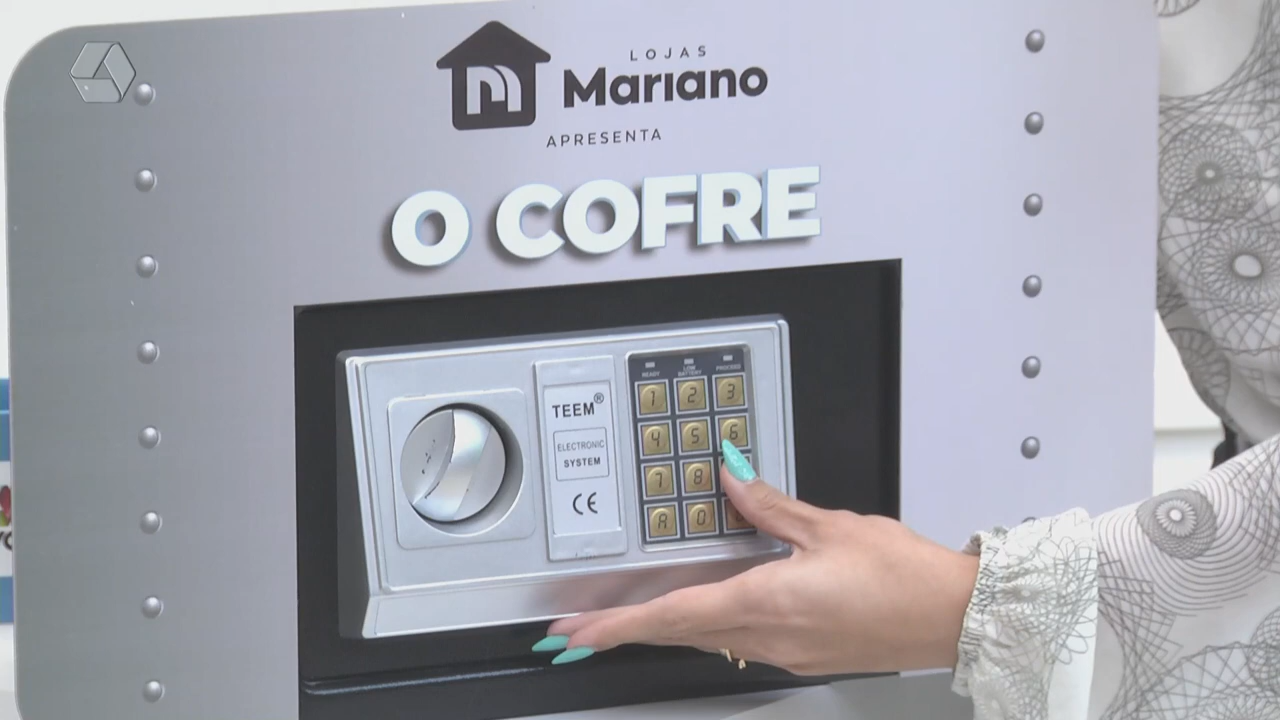 LOJAS
Mariano
APRESENTA
O COFRE
READY LOW BATTERY PROCEED
TEEM®
ELECTRONIC
SYSTEM
CE
1 2 3
4 5 6
7 8
A 0